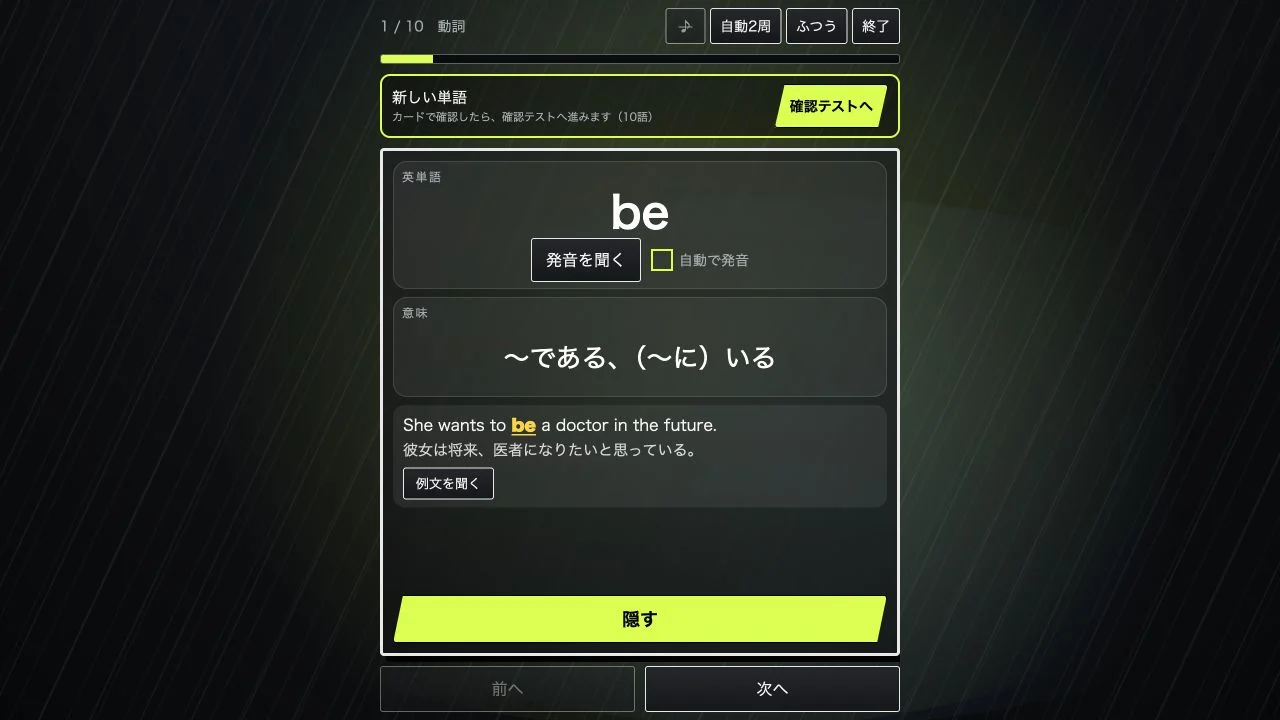 1 / 10 動詞
自動2周 ふつう 終了
新しい単語
カードで確認したら、確認テストへ進みます（10語）
確認テストへ
英単語
be
発音を聞く 自動で発音
意味
〜である、（〜に）いる
She wants to be a doctor in the future.
彼女は将来、医者になりたいと思っている。
例文を聞く
隠す
前へ 次へ